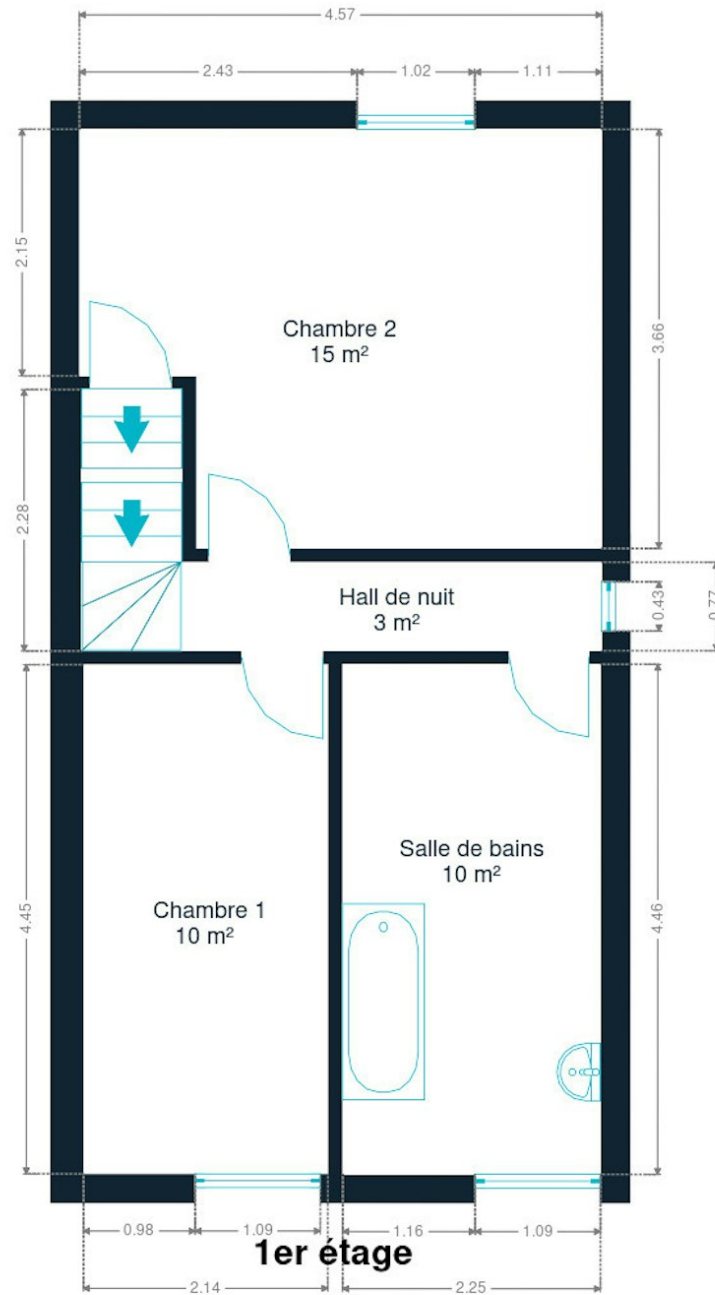 4.57
2.43 1.02 1.11
2.15
3.66
Chambre 2
15 m²
2.28
Hall de nuit
3 m²
0.43
0.77
Salle de bains
10 m²
Chambre 1
10 m²
4.45
4.46
0.98 1.09 1.16 1.09
1er étage
2.14 2.25